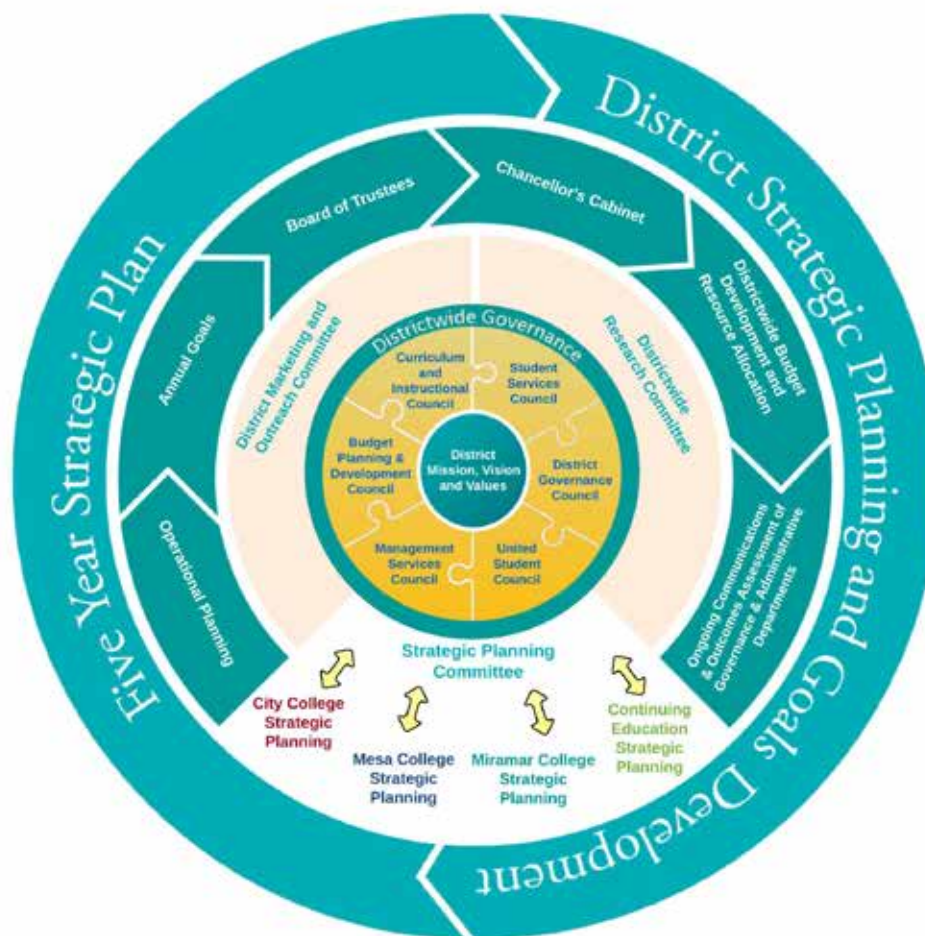 Five Year Strategic Plan
District Strategic Planning and Goals Development
Operational Planning
Annual Goals
Board of Trustees
Chancellor's Cabinet
Districtwide Budget
Development and
Resource Allocation
Ongoing Communications
& Outcomes Assessment of
Governance & Administrative
Departments
District Marketing and
Outreach Committee
Districtwide
Research Committee
Districtwide Governance
Curriculum
and
Instructional
Council
Student
Services
Council
Budget
Planning &
Development
Council
District
Mission, Vision
and Values
District
Governance
Council
Management
Services
Council
United
Student
Council
Strategic Planning
Committee
City College
Strategic
Planning
Mesa College
Strategic
Planning
Miramar College
Strategic
Planning
Continuing
Education
Strategic
Planning